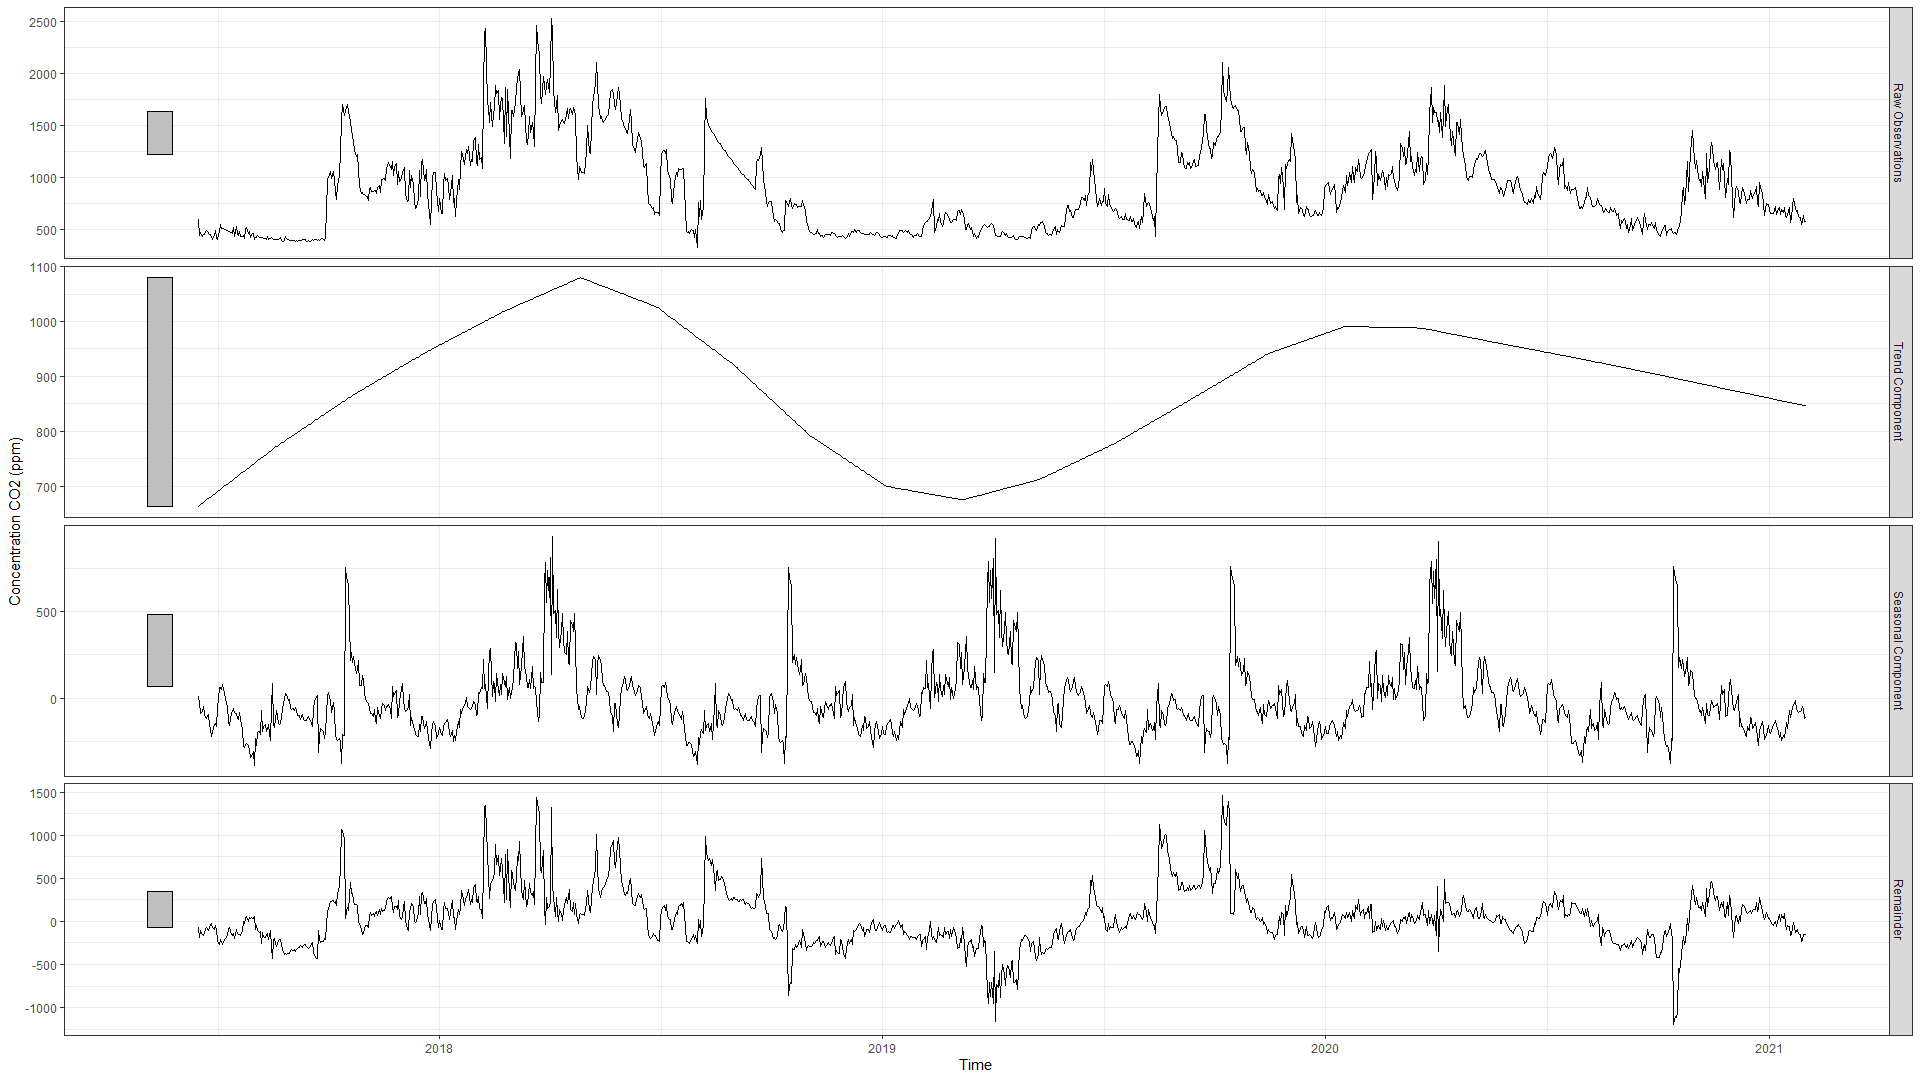 Concentration CO2 (ppm)
2500
2000
1500
1000
500
Raw Observations
1100
1000
900
800
700
Trend Component
500
0
Seasonal Component
1500
1000
500
0
-500
-1000
Remainder
2018 2019 2020 2021
Time